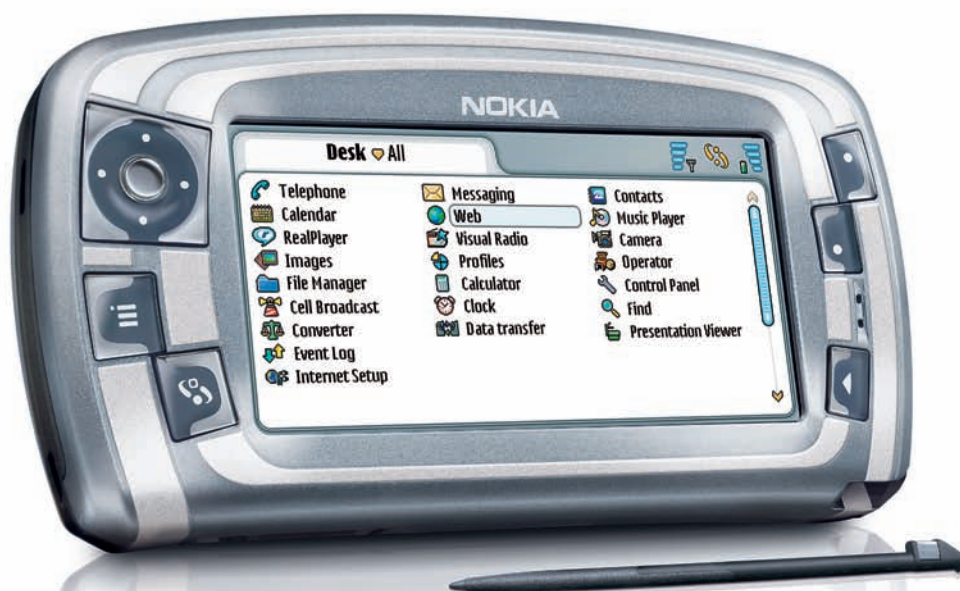 NOKIA
Desk All
Telephone
Calendar
RealPlayer
Images
File Manager
Cell Broadcast
Converter
Event Log
Internet Setup
Messaging
Web
Visual Radio
Profiles
Calculator
Clock
Data transfer
Contacts
Music Player
Camera
Operator
Control Panel
Find
Presentation Viewer